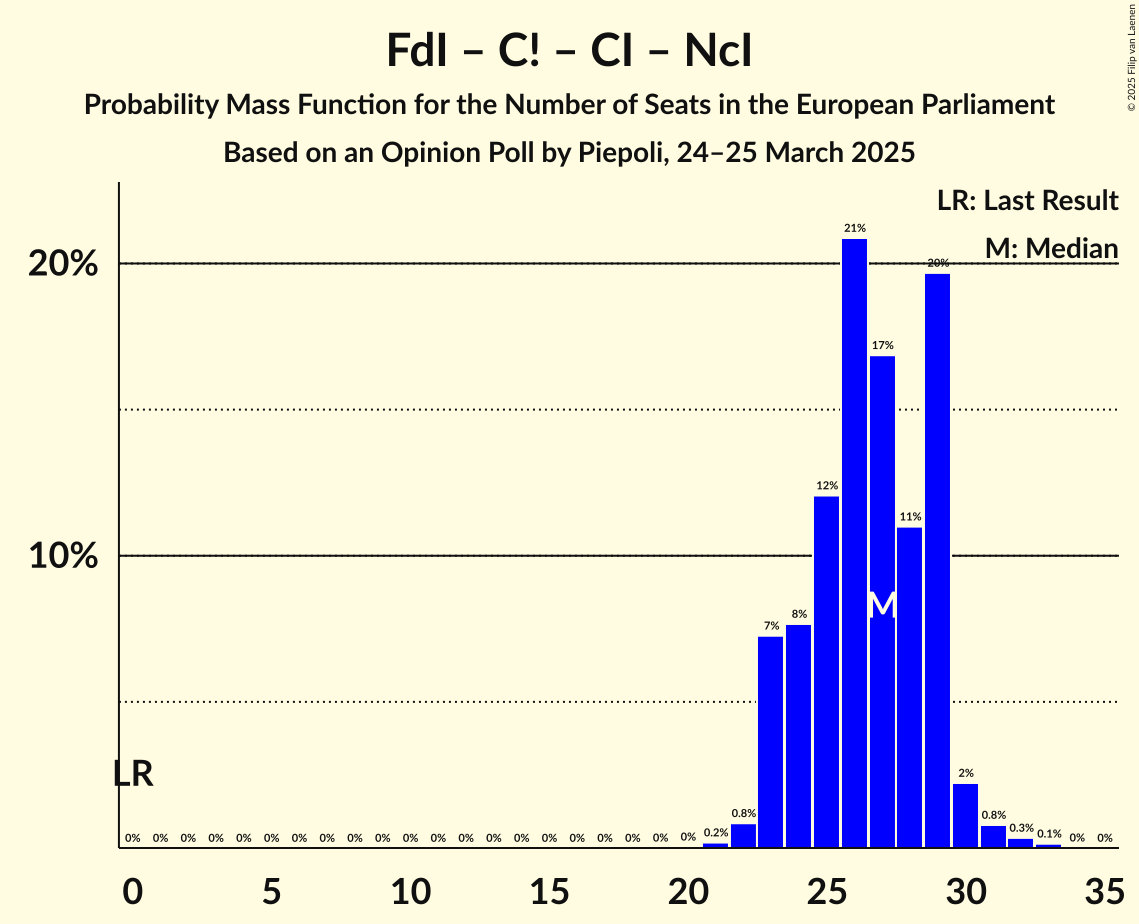 FdI – C! – CI – NcI
Probability Mass Function for the Number of Seats in the European Parliament
Based on an Opinion Poll by Piepoli, 24–25 March 2025
© 2025 Filip van Laenen
LR: Last Result
M: Median
20%
10%
21%
20%
17%
12%
11%
M
7%
8%
LR
0% 0% 0% 0% 0% 0% 0% 0% 0% 0% 0% 0% 0% 0% 0% 0% 0% 0% 0% 0% 0% 0.2% 0.8% 2% 0.8% 0.3% 0.1% 0% 0%
0 5 10 15 20 25 30 35